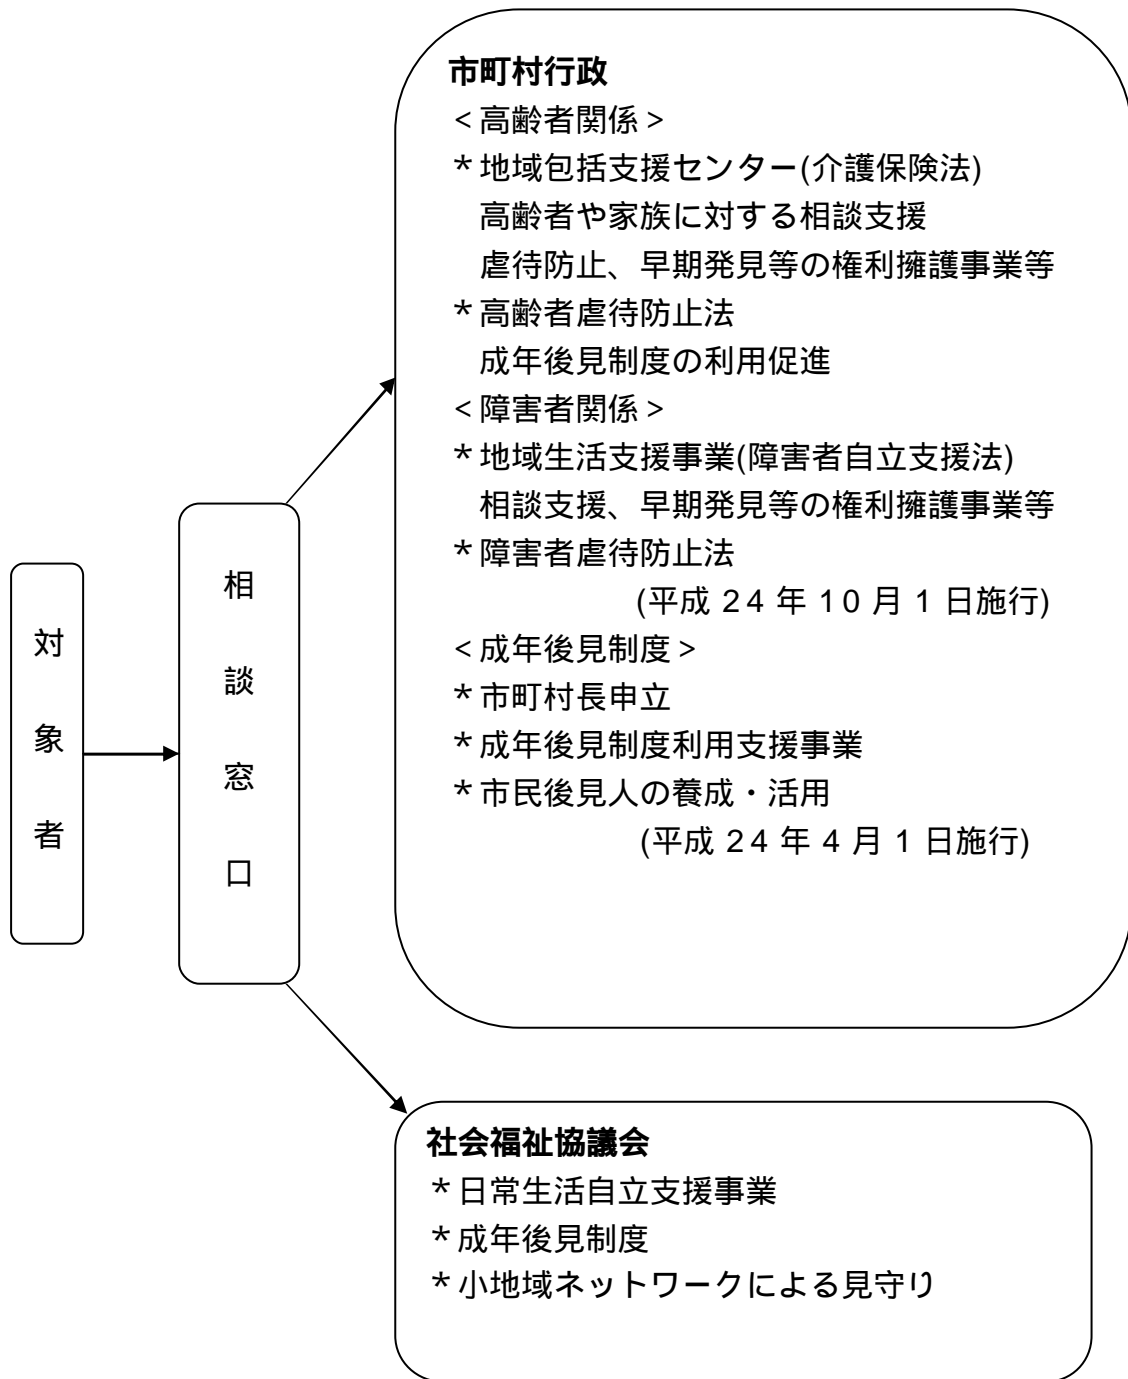 対象者
相談窓口
市町村行政
＜高齢者関係＞
＊地域包括支援センター(介護保険法)
高齢者や家族に対する相談支援
虐待防止、早期発見等の権利擁護事業等
＊高齢者虐待防止法
成年後見制度の利用促進
＜障害者関係＞
＊地域生活支援事業(障害者自立支援法)
相談支援、早期発見等の権利擁護事業等
＊障害者虐待防止法
(平成 24 年 10 月 1 日施行)
＜成年後見制度＞
＊市町村長申立
＊成年後見制度利用支援事業
＊市民後見人の養成・活用
(平成 24 年 4 月 1 日施行)
社会福祉協議会
＊日常生活自立支援事業
＊成年後見制度
＊小地域ネットワークによる見守り